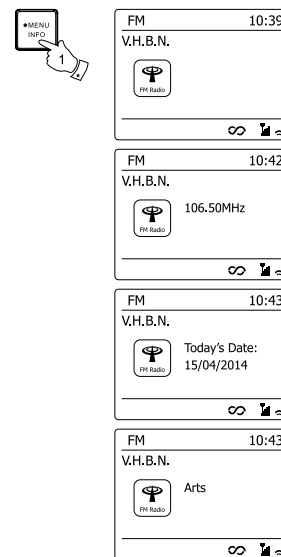 •MENU
INFO
1
FM 10:39
V.H.B.N.
FM Radio
FM 10:42
V.H.B.N.
106.50MHz
FM Radio
FM 10:43
V.H.B.N.
Today's Date:
15/04/2014
FM Radio
FM 10:43
V.H.B.N.
Arts
FM Radio